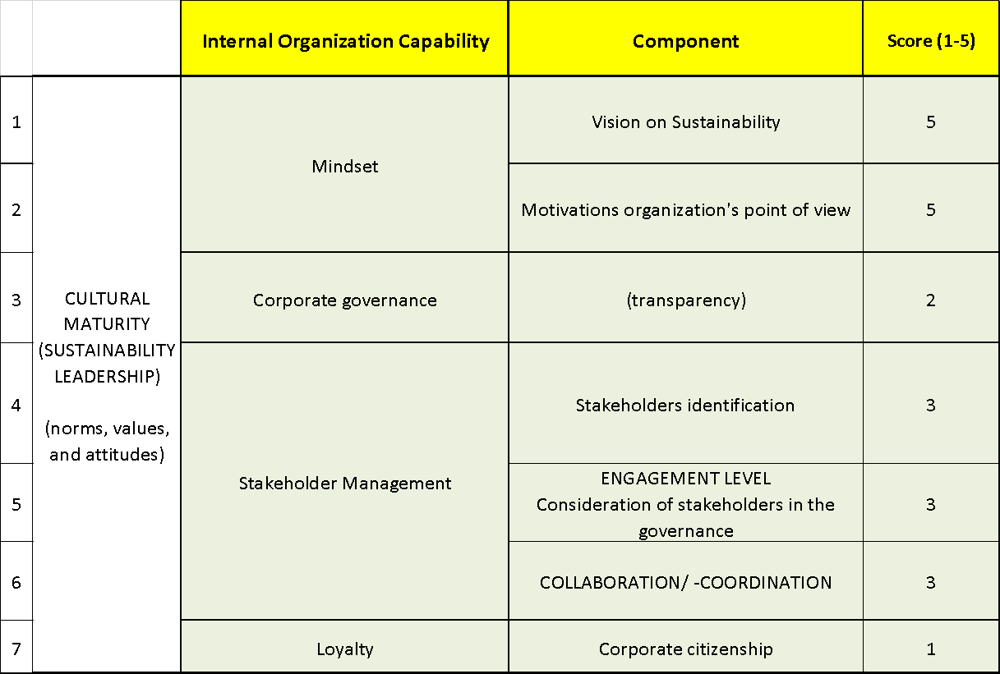 Internal Organization Capability
Component
Score (1-5)
1
CULTURAL
MATURITY
(SUSTAINABILITY
LEADERSHIP)
(norms, values,
and attitudes)
Mindset
Vision on Sustainability
5
2
Motivations organization's point of view
5
3
Corporate governance
(transparency)
2
4
Stakeholder Management
Stakeholders identification
3
5
ENGAGEMENT LEVEL
Consideration of stakeholders in the
governance
3
6
COLLABORATION/ -COORDINATION
3
7
Loyalty
Corporate citizenship
1